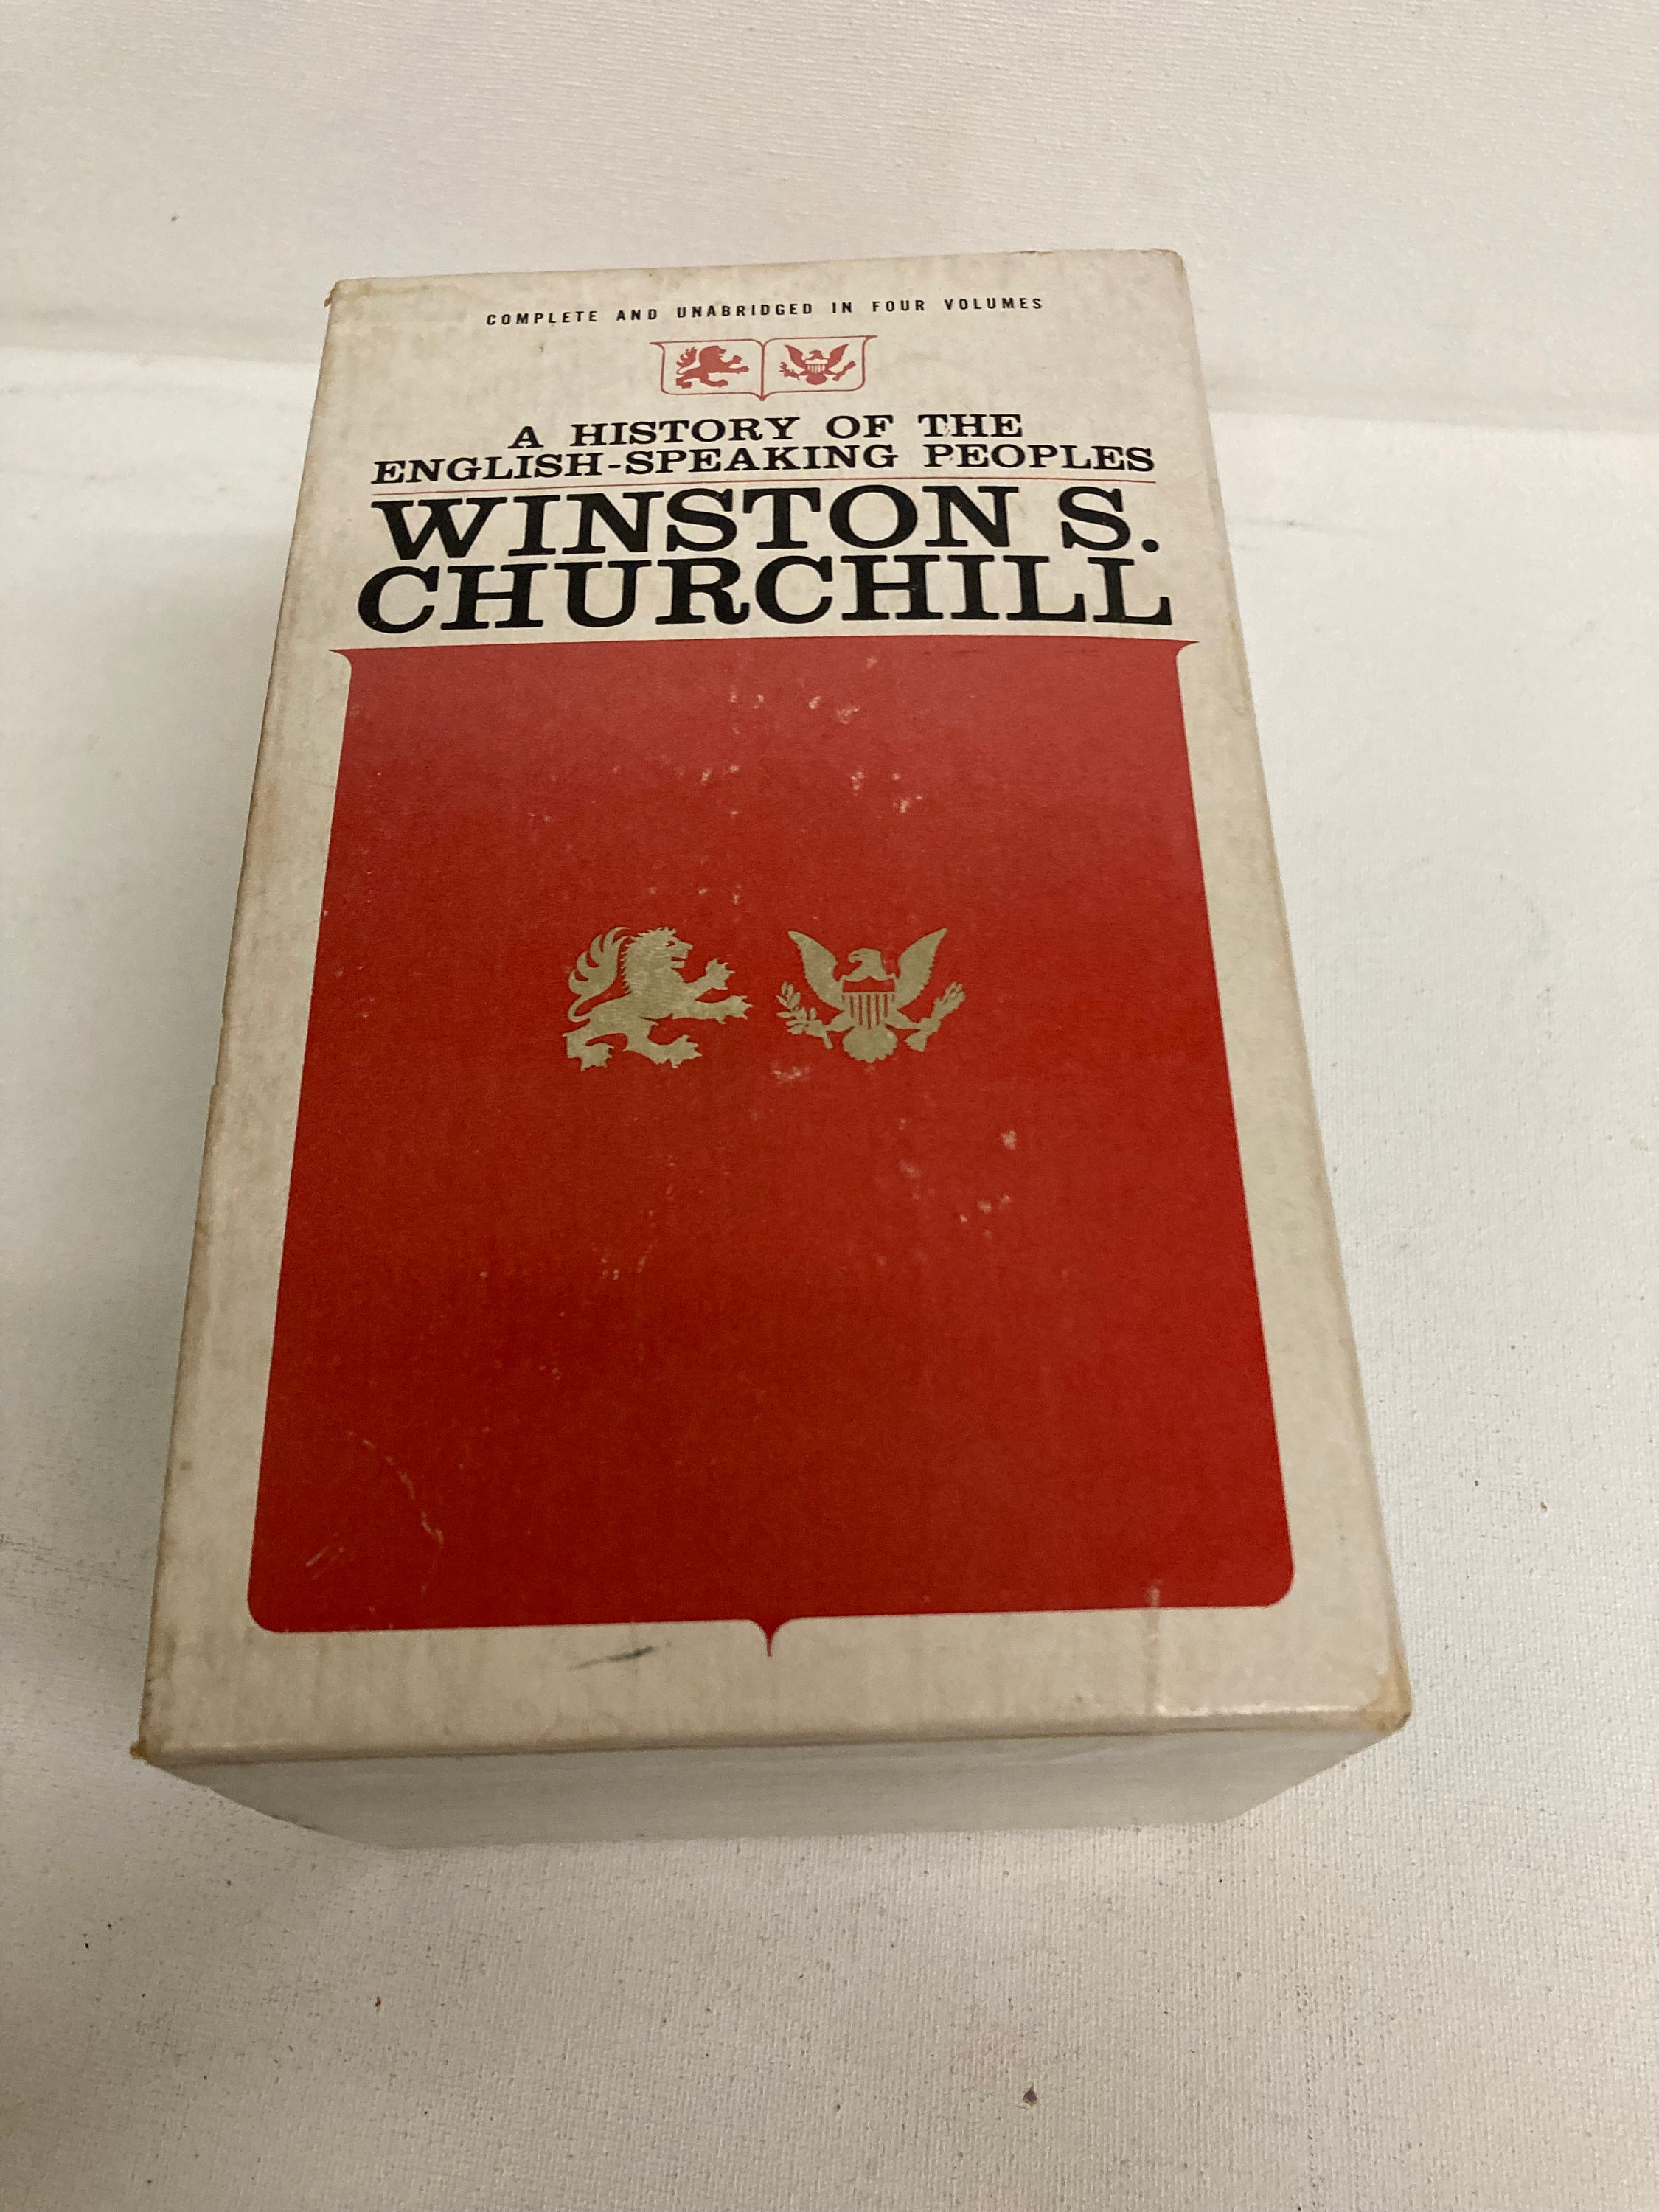 COMPLETE AND UNABRIDGED IN FOUR VOLUMES
A HISTORY OF THE
ENGLISH-SPEAKING PEOPLES
WINSTON S.
CHURCHILL